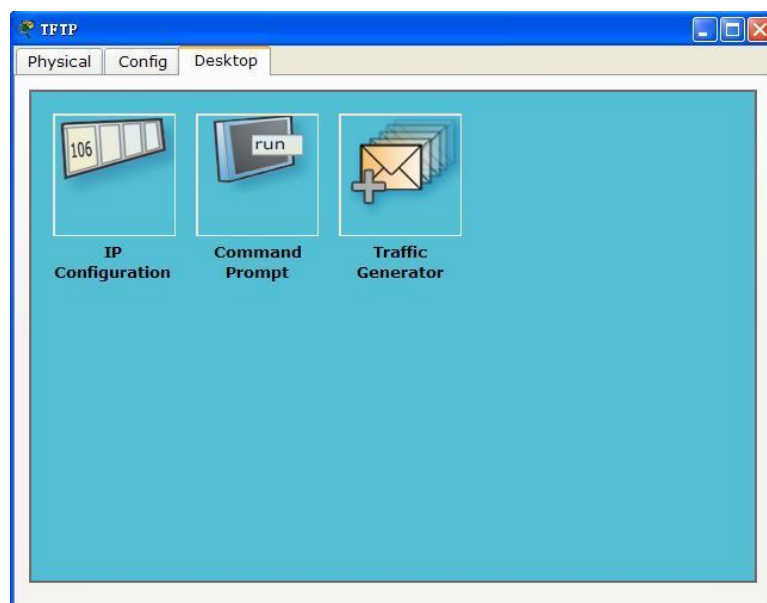 TFTP
Physical Config Desktop
106
run
IP
Configuration
Command
Prompt
Traffic
Generator